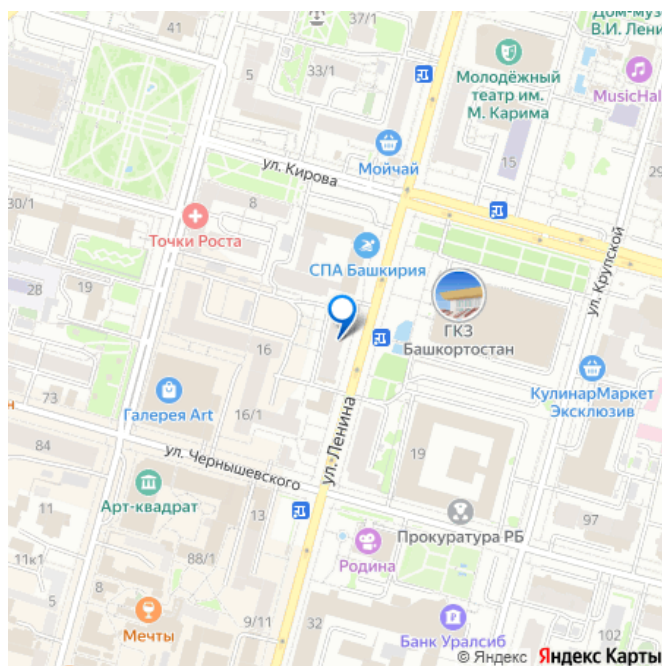 37/1
41
Дом-муз
В.И. Лени
33/1
5
Молодёжный
театр им.
М. Карима
MusicHal
Мойчай
15
29
ул. Кирова
8
30/1
Точки Роста
СПА Башкирия
ул. Крупской
28
19
ГКЗ
Башкортостан
16
73
Галерея Art
16/1
КулинарМаркет
Эксклюзив
н
84
ул. Чернышевского
ул. Ленина
19
Арт-квадрат
13
Прокуратура РБ
97
11к1
5
88/1
Родина
8
Мечты
9/11
32
Банк Уралсиб
102
© Яндекс Яндекс Карты